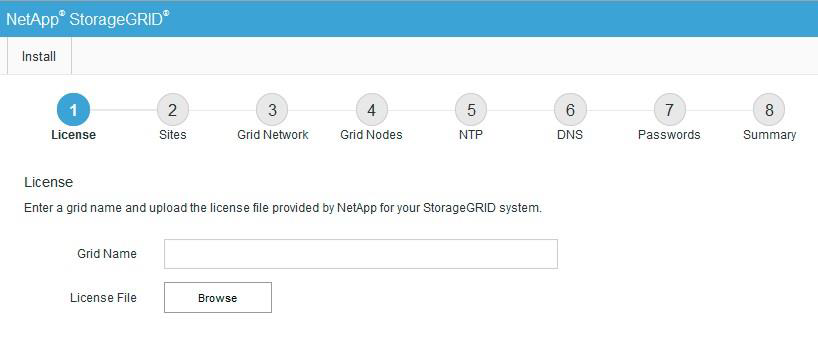 NetApp® StorageGRID®
Install
1 2 3 4 5 6 7 8
License Sites Grid Network Grid Nodes NTP DNS Passwords Summary
License
Enter a grid name and upload the license file provided by NetApp for your StorageGRID system.
Grid Name
License File Browse